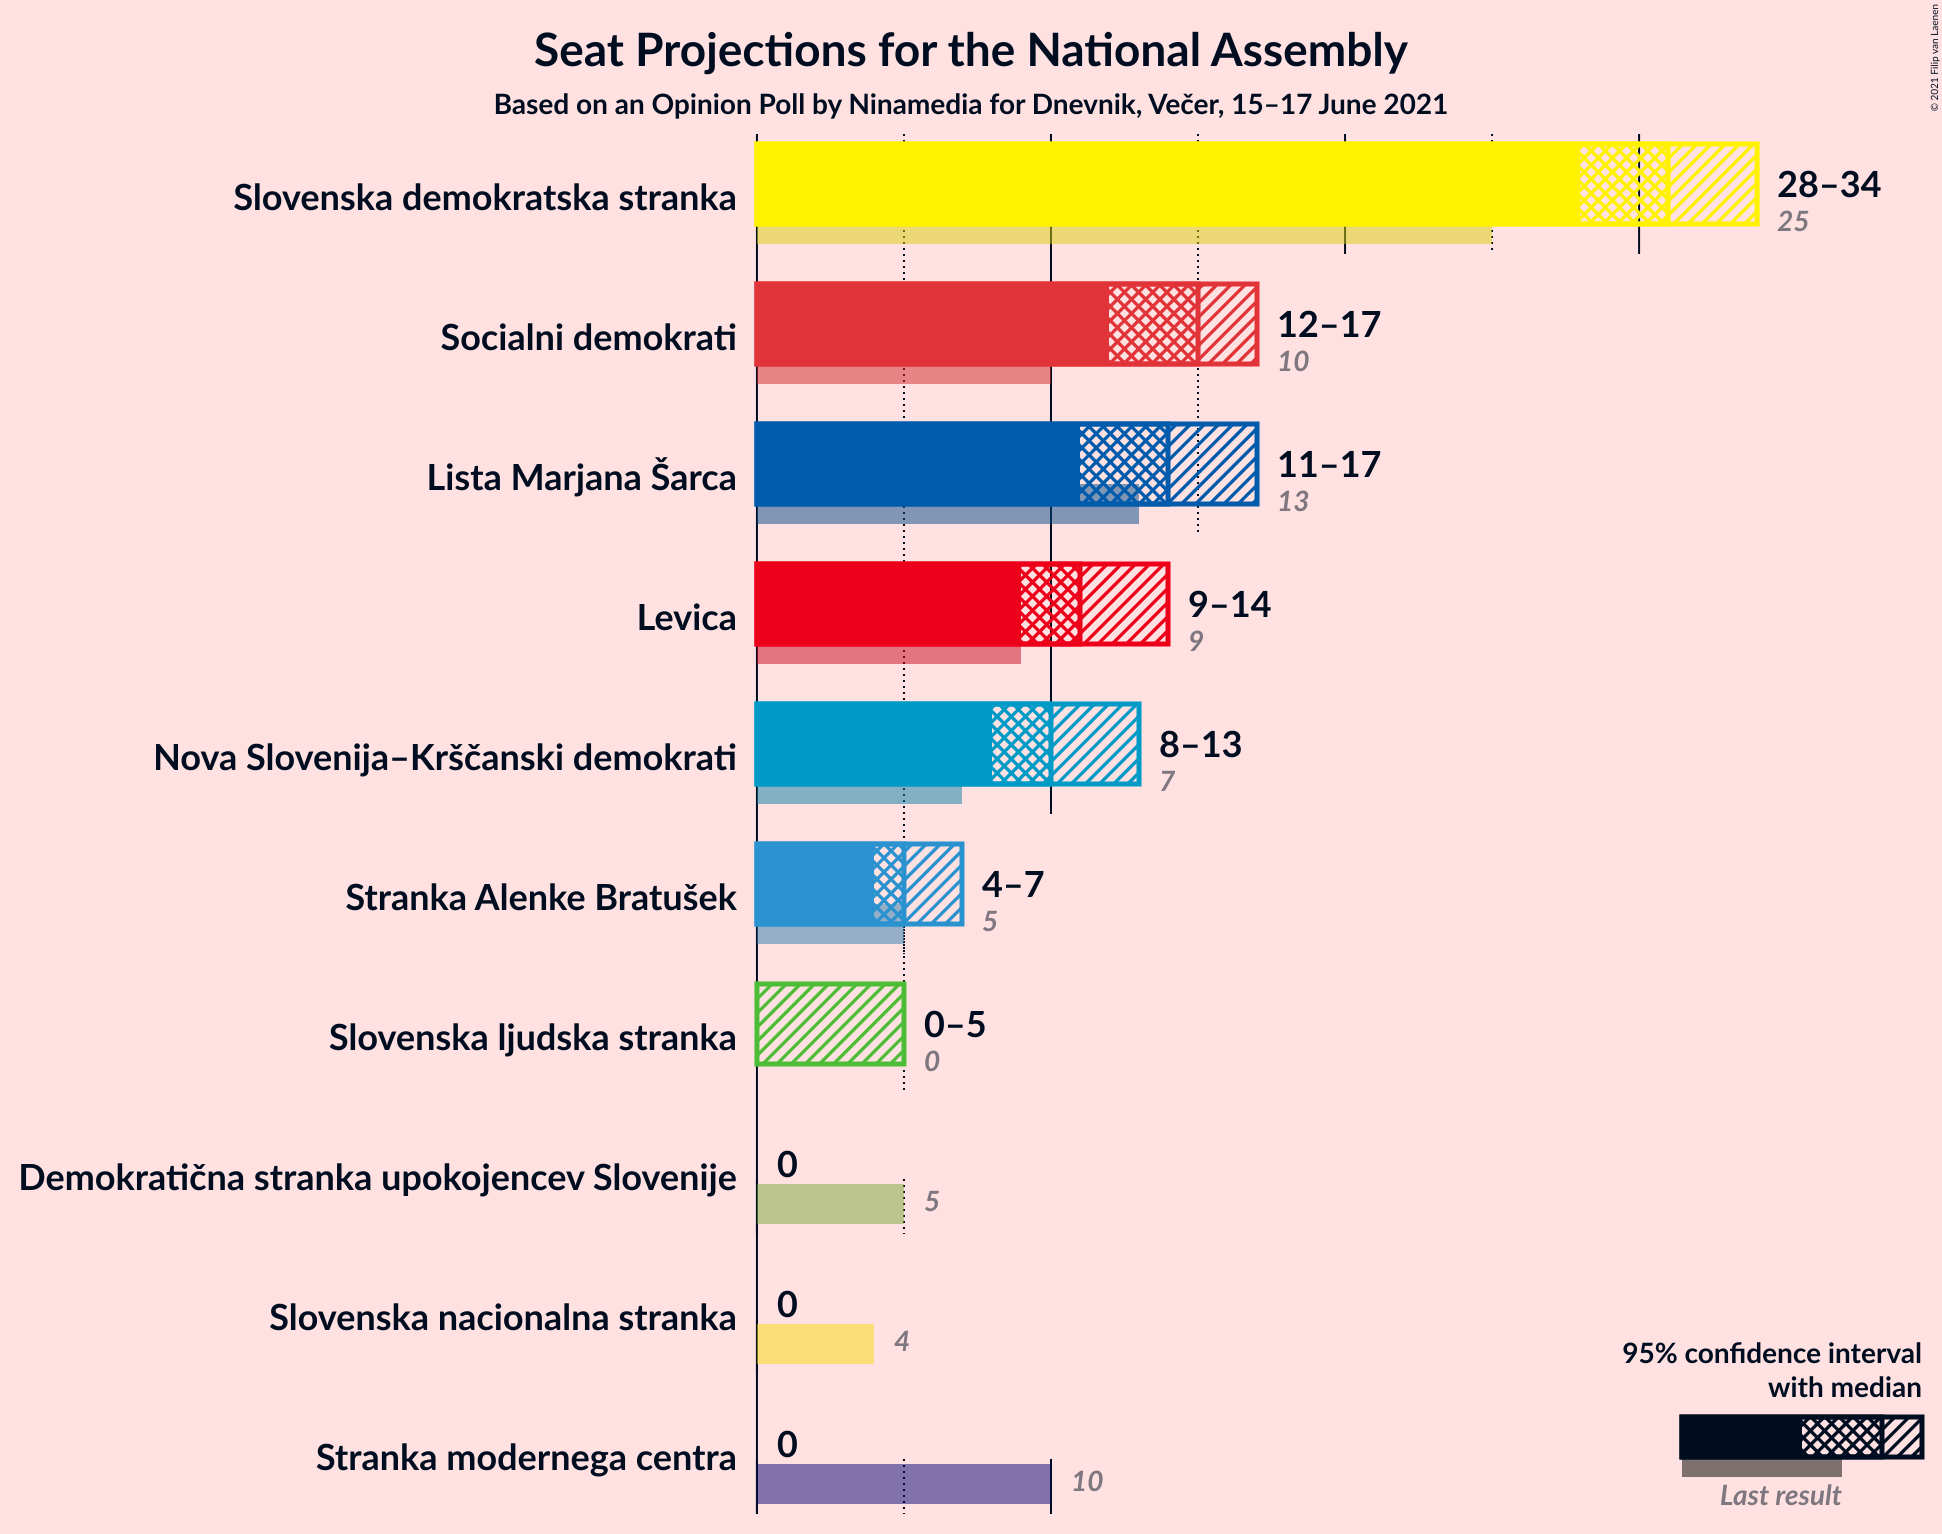 Seat Projections for the National Assembly
Based on an Opinion Poll by Ninamedia for Dnevnik, Večer, 15–17 June 2021
© 2021 Filip van Laenen
Slovenska demokratska stranka
28–34
25
Socialni demokrati
12–17
10
Lista Marjana Šarca
11–17
13
Levica
9–14
9
Nova Slovenija–Krščanski demokrati
8–13
7
Stranka Alenke Bratušek
4–7
5
Slovenska ljudska stranka
0–5
0
Demokratična stranka upokojencev Slovenije
0
5
Slovenska nacionalna stranka
0
4
Stranka modernega centra
0
10
95% confidence interval
with median
Last result